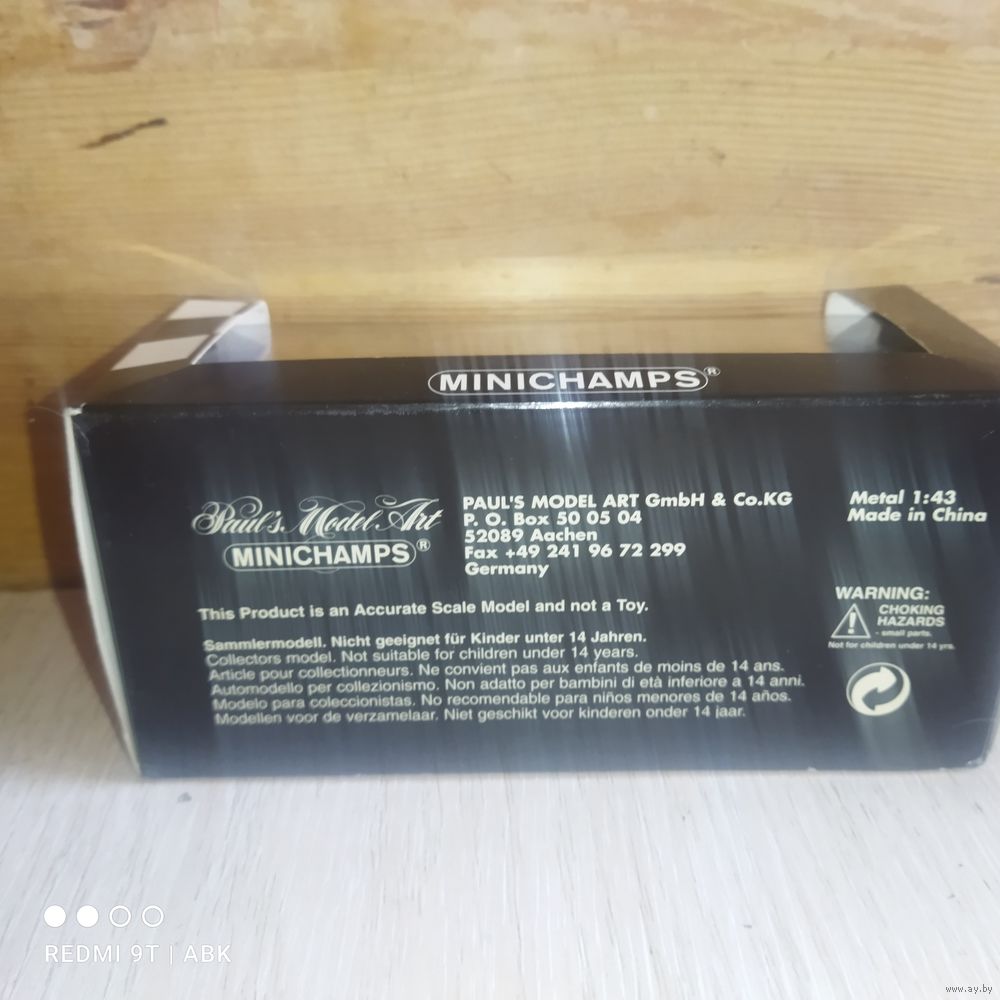 MINICHAMPS®
Paul's Model Art
MINICHAMPS®
PAUL'S MODEL ART GmbH & Co.KG
P. O. Box 50 05 04
52089 Aachen
Fax +49 241 96 72 299
Germany
Metal 1:43
Made in China
This Product is an Accurate Scale Model and not a Toy.
Sammlermodell. Nicht geeignet für Kinder unter 14 Jahren.
Collectors model. Not suitable for children under 14 years.
Article pour collectionneurs. Ne convient pas aux enfants de moins de 14 ans.
Automodello per collezionismo. Non adatto per bambini di età inferiore a 14 anni.
Modelo para coleccionistas. No recomendable para niños menores de 14 años.
Modellen voor de verzamelaar. Niet geschikt voor kinderen onder 14 jaar.
WARNING:
CHOKING
HAZARDS
- small parts.
Not for children under 14 yrs.
REDMI 9T | ABK
www.ay.by